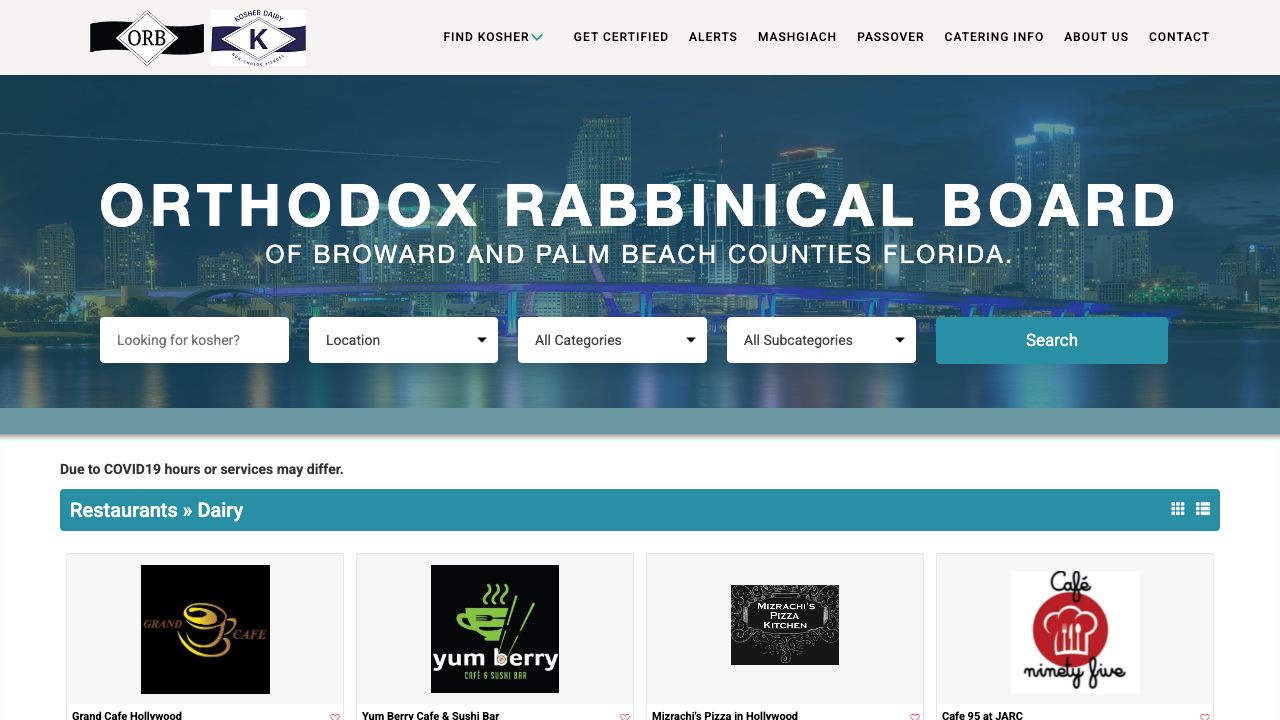 ORB
KOSHER DAIRY
K
NON-CHOLOV YISROEL
FIND KOSHER
GET CERTIFIED
ALERTS
MASHGIACH
PASSOVER
CATERING INFO
ABOUT US
CONTACT
ORTHODOX RABBINICAL BOARD
OF BROWARD AND PALM BEACH COUNTIES FLORIDA.
Looking for kosher?
Location
All Categories
All Subcategories
Search
Due to COVID19 hours or services may differ.
Restaurants » Dairy
GRAND CAFE
yum berry
CAFÉ & SUSHI BAR
MIZRACHI'S
PIZZA
KITCHEN
Café
ninety five
Grand Cafe Hollywood
Yum Berry Cafe & Sushi Bar
Mizrachi's Pizza in Hollywood
Cafe 95 at JARC